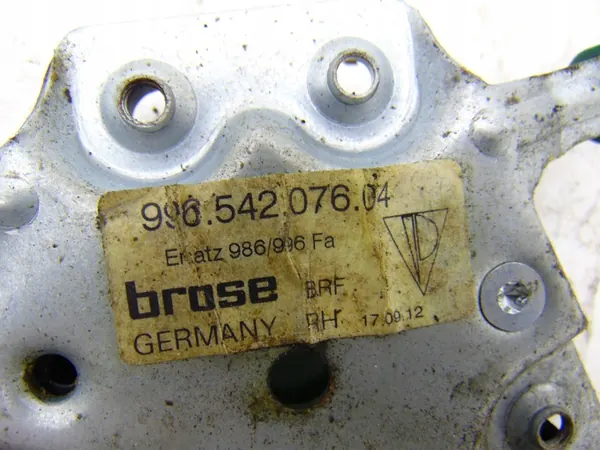 996.542.076.04
Ersatz 986/996 Fa
brose BRF
GERMANY RH 17.09.12